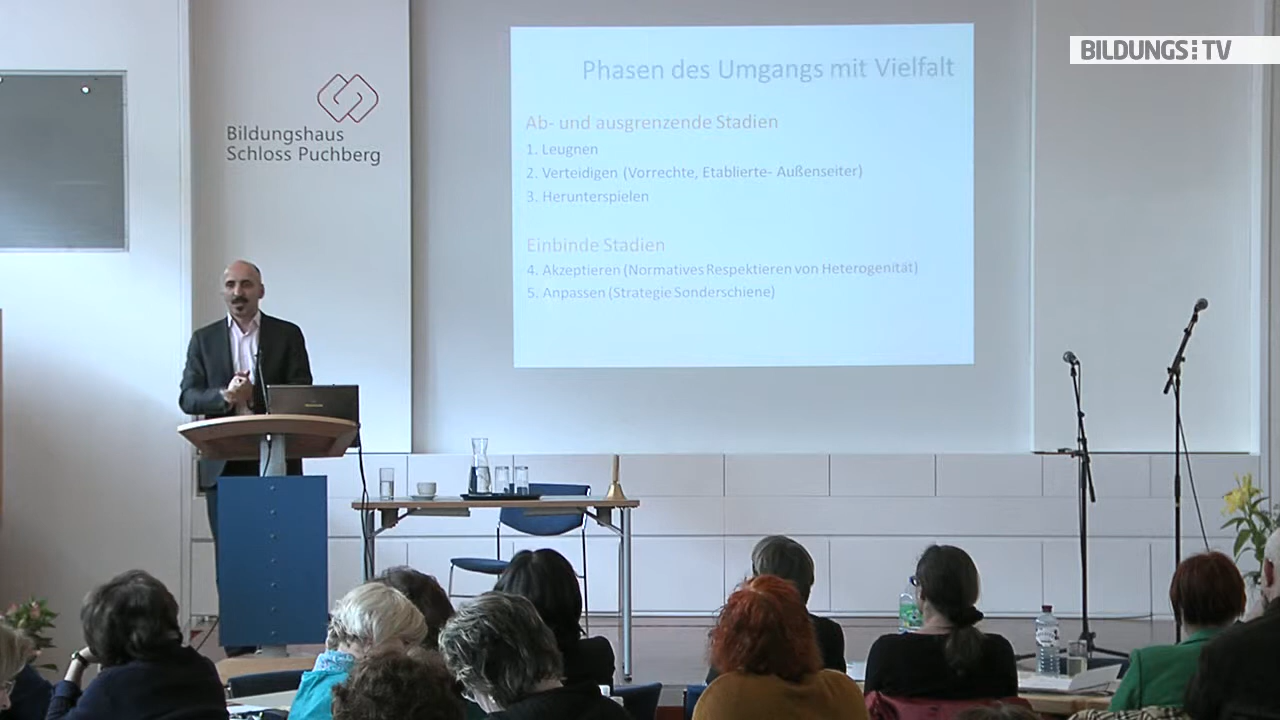 BILDUNGS TV
Bildungshaus
Schloss Puchberg
Phasen des Umgangs mit Vielfalt
Ab- und ausgrenzende Stadien
1. Leugnen
2. Verteidigen (Vorrechte, Etablierte- Außenseiter)
3. Herunterspielen
Einbinde Stadien
4. Akzeptieren (Normatives Respektieren von Heterogenität)
5. Anpassen (Strategie Sonderschiene)